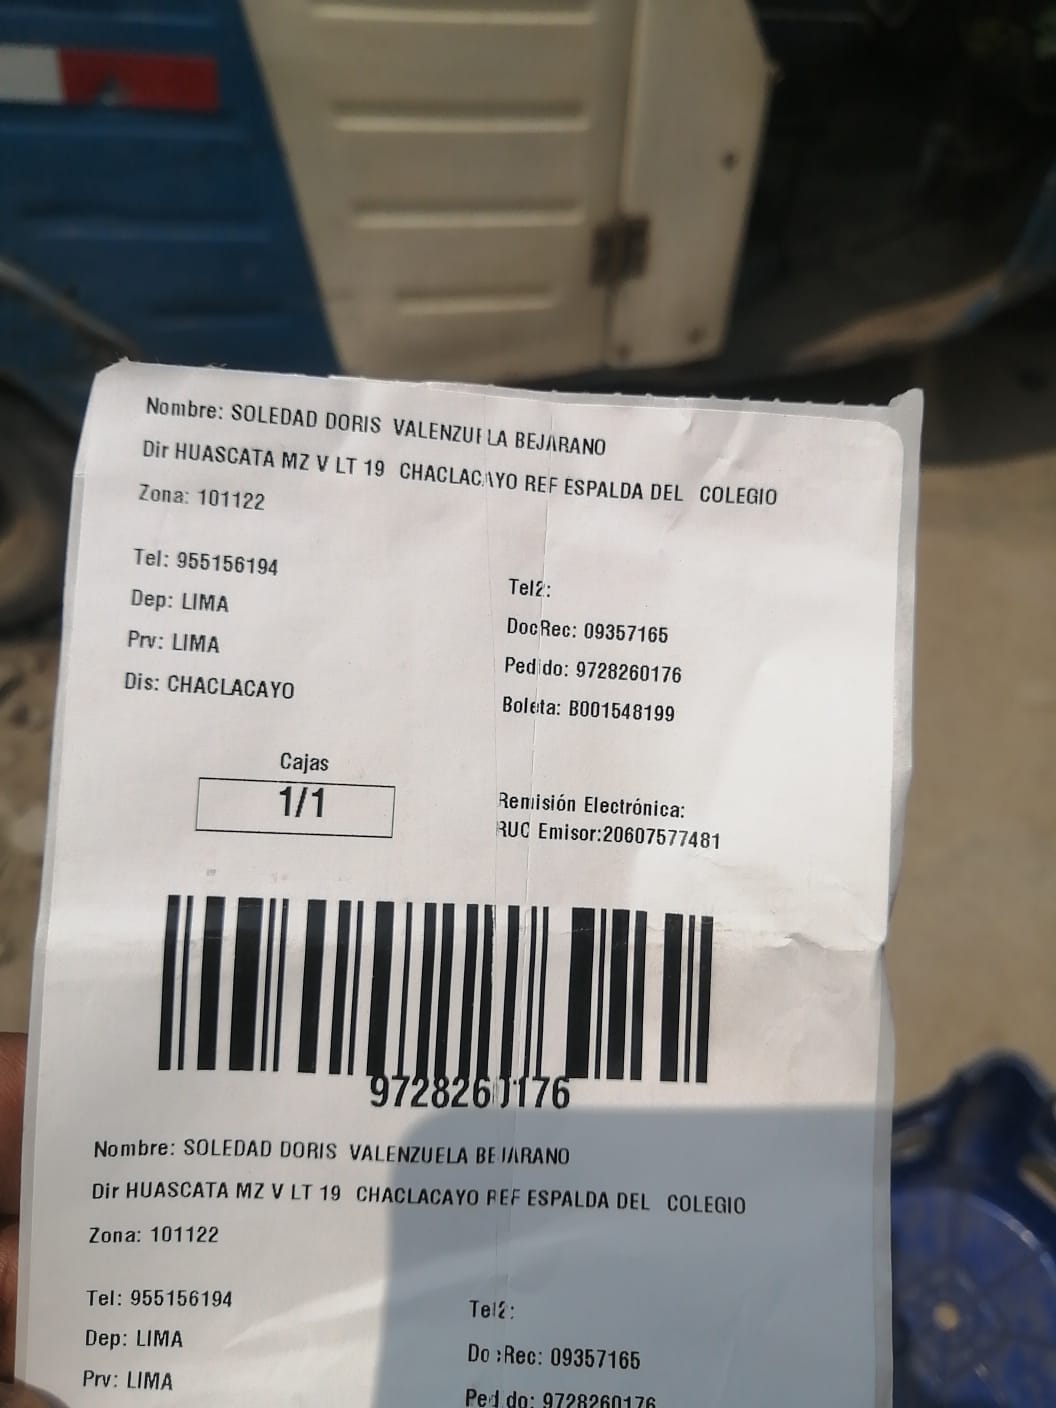 Nombre: SOLEDAD DORIS VALENZUELA BEJARANO
Dir HUASCATA MZ V LT 19 CHACLACAYO REF ESPALDA DEL COLEGIO
Zona: 101122
Tel: 955156194
Tel2:
Dep: LIMA
DocRec: 09357165
Prv: LIMA
Pedido: 9728260176
Dis: CHACLACAYO
Boleta: B001548199
Cajas
1/1
Remisión Electrónica:
RUC Emisor:20607577481
9728260176
Nombre: SOLEDAD DORIS VALENZUELA BEJARANO
Dir HUASCATA MZ V LT 19 CHACLACAYO REF ESPALDA DEL COLEGIO
Zona: 101122
Tel: 955156194
Tel2:
Dep: LIMA
DocRec: 09357165
Prv: LIMA
Pedido: 9728260176